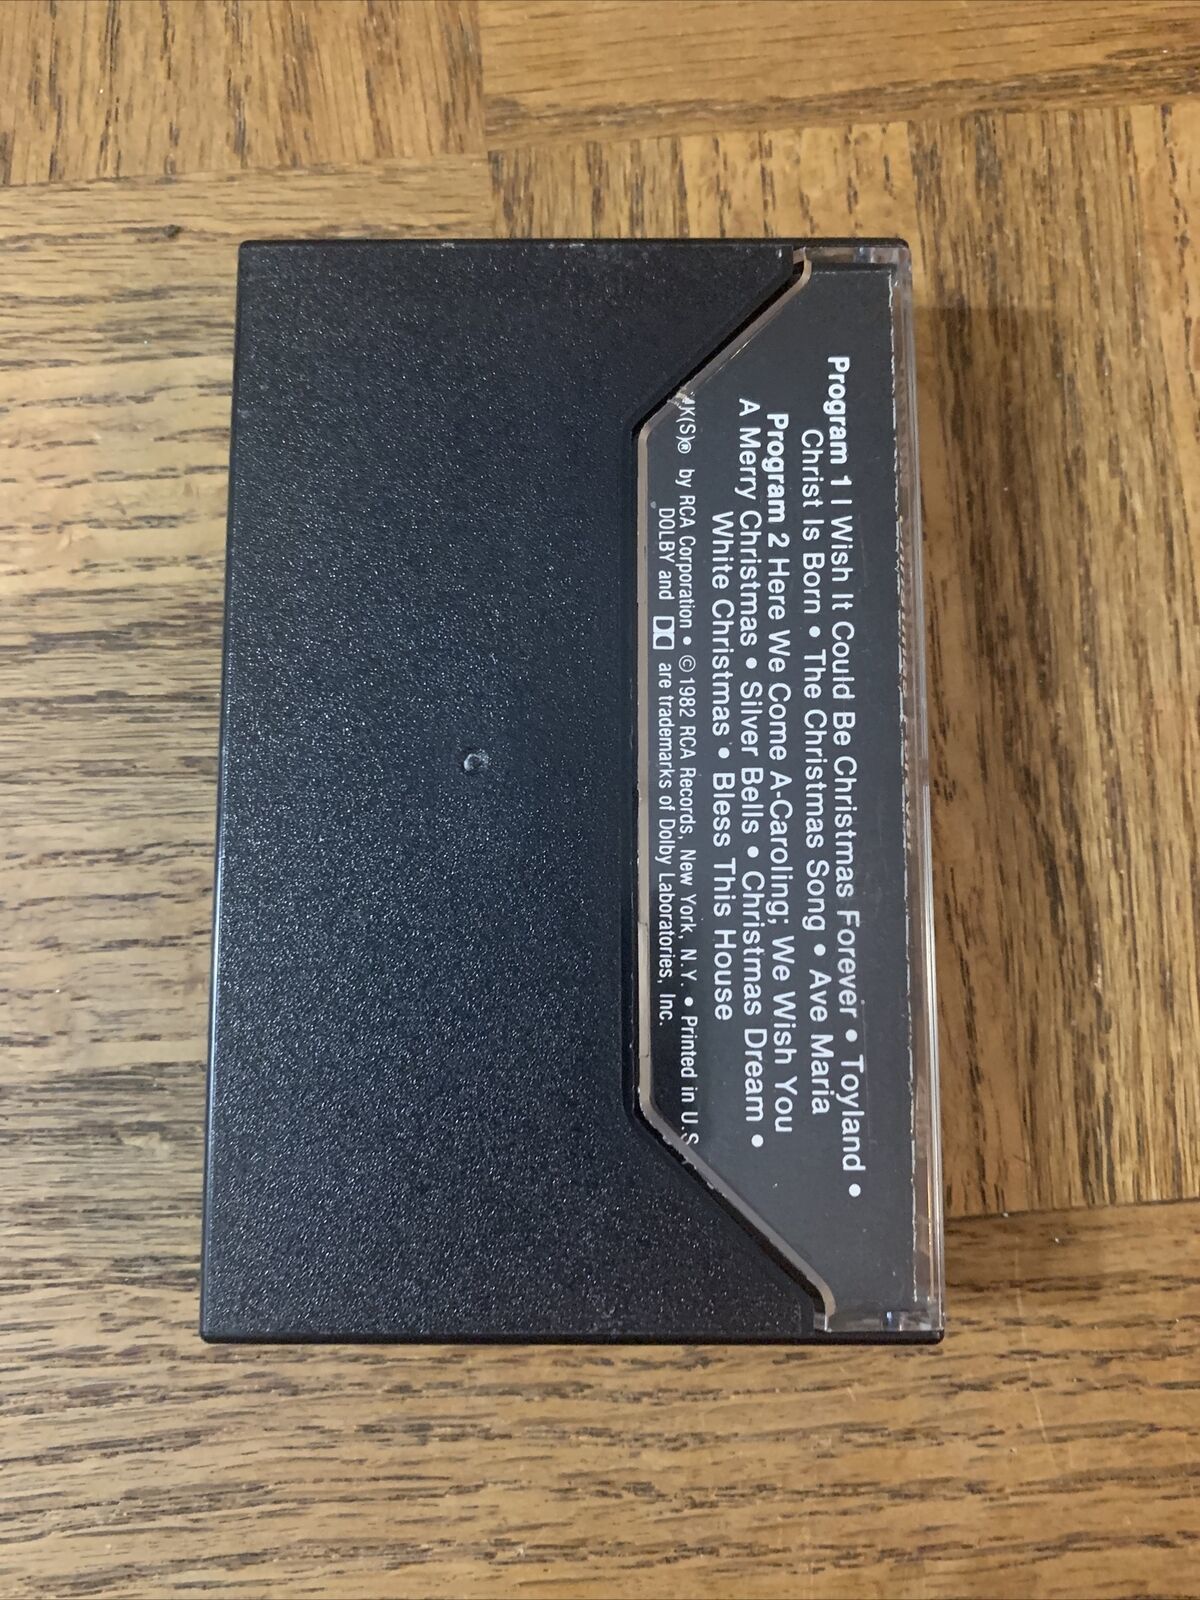 Program 1 I Wish It Could Be Christmas Forever • Toyland •
Christ Is Born • The Christmas Song • Ave Maria
Program 2 Here We Come A-Caroling; We Wish You
A Merry Christmas • Silver Bells • Christmas Dream •
White Christmas • Bless This House
K(S)® by RCA Corporation • © 1982 RCA Records, New York, N.Y. • Printed in U.S
DOLBY and are trademarks of Dolby Laboratories, Inc.